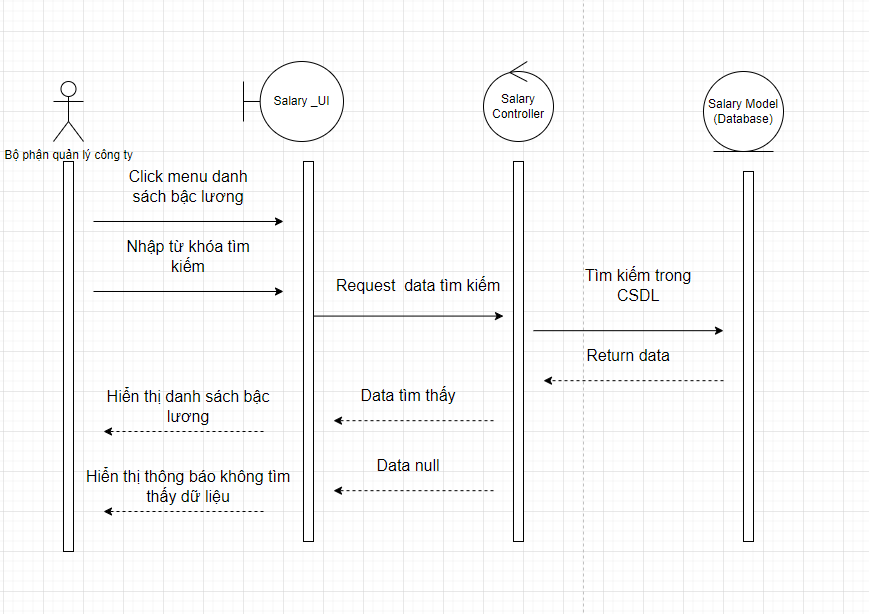 Salary _UI
Salary
Controller
Salary Model
(Database)
Bộ phận quản lý công ty
Click menu danh
sách bậc lương
Nhập từ khóa tìm
kiếm
Request  data tìm kiếm
Tìm kiếm trong
CSDL
Return data
Hiễn thị danh sách bậc
lương
Data tìm thấy
Data null
Hiễn thị thông báo không tìm
thấy dữ liệu